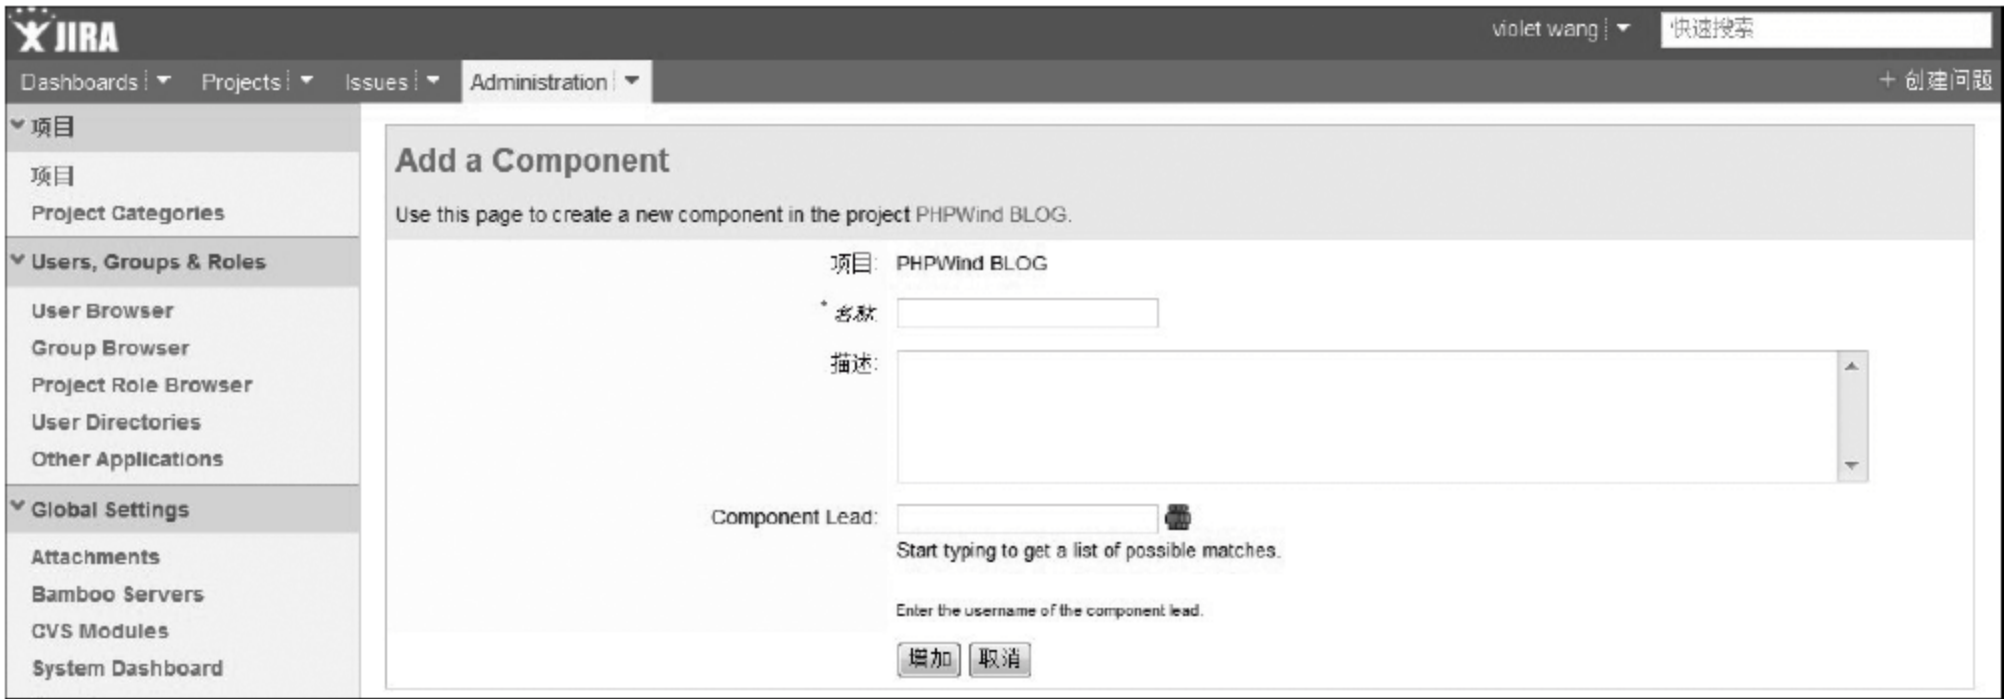 JIRA
violet wang
快速搜索
Dashboards Projects Issues Administration + 创建问题
项目
项目
Project Categories
Users, Groups & Roles
User Browser
Group Browser
Project Role Browser
User Directories
Other Applications
Global Settings
Attachments
Bamboo Servers
CVS Modules
System Dashboard
Add a Component
Use this page to create a new component in the project PHPWind BLOG.
项目: PHPWind BLOG
* 名称:
描述:
Component Lead:
Start typing to get a list of possible matches.
Enter the username of the component lead.
增加 取消